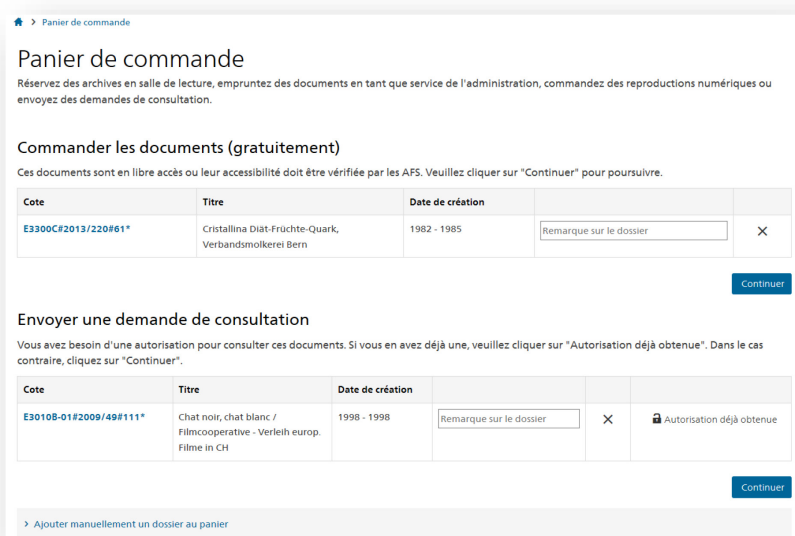 > Panier de commande
Panier de commande
Réservez des archives en salle de lecture, empruntez des documents en tant que service de l'administration, commandez des reproductions numériques ou
envoyez des demandes de consultation.
Commander les documents (gratuitement)
Ces documents sont en libre accès ou leur accessibilité doit être vérifiée par les AFS. Veuillez cliquer sur "Continuer" pour poursuivre.
Cote Titre Date de création
E3300C#2013/220#61* Cristallina Diät-Früchte-Quark, 1982 - 1985 Remarque sur le dossier
Verbandsmolkerei Bern
Continuer
Envoyer une demande de consultation
Vous avez besoin d'une autorisation pour consulter ces documents. Si vous en avez déjà une, veuillez cliquer sur "Autorisation déjà obtenue". Dans le cas
contraire, cliquez sur "Continuer".
Cote Titre Date de création
E3010B-01#2009/49#111* Chat noir, chat blanc / 1998 - 1998 Remarque sur le dossier Autorisation déjà obtenue
Filmcooperative - Verleih europ.
Filme in CH
Continuer
> Ajouter manuellement un dossier au panier